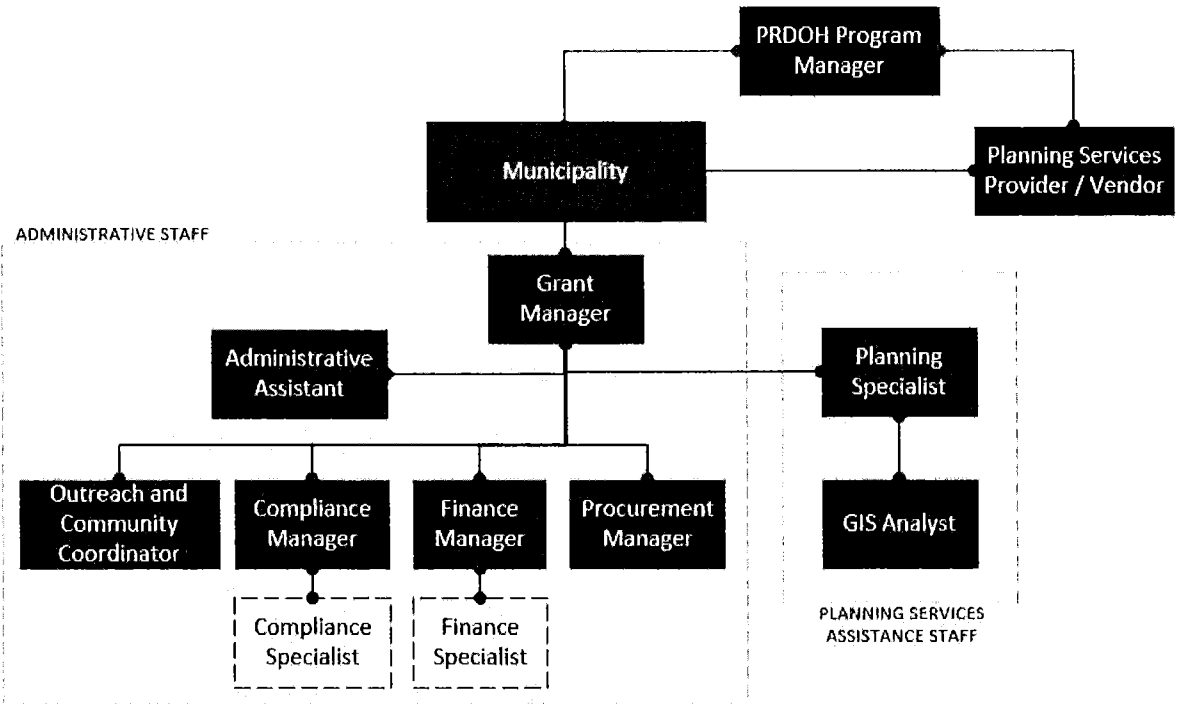 PRDOH Program
Manager
Municipality
Planning Services
Provider / Vendor
ADMINISTRATIVE STAFF
Grant
Manager
Administrative
Assistant
Planning
Specialist
Outreach and
Community
Coordinator
Compliance
Manager
Finance
Manager
Procurement
Manager
GIS Analyst
Compliance
Specialist
Finance
Specialist
PLANNING SERVICES
ASSISTANCE STAFF